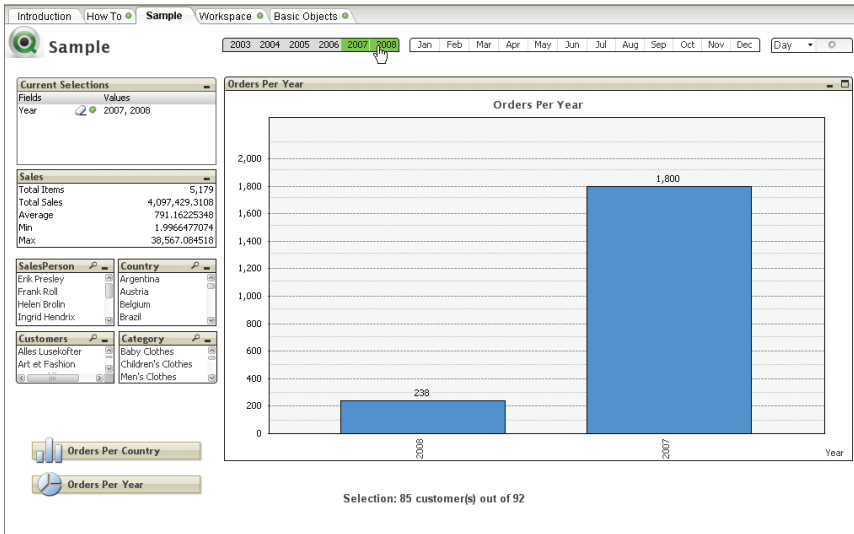 Introduction How To Sample Workspace Basic Objects
Sample
2003 2004 2005 2006 2007 2008 Jan Feb Mar Apr May Jun Jul Aug Sep Oct Nov Dec Day
Current Selections
Fields Values
Year 2007, 2008
Sales
Total Items 5,179
Total Sales 4,097,429.3108
Average 791.16225348
Min 1.9966477074
Max 38,567.084518
SalesPerson
Erik Presley
Frank Roll
Helen Brolin
Ingrid Hendrix
Country
Argentina
Austria
Belgium
Brazil
Customers
Alles Lusekofter
Art et Fashion
Category
Baby Clothes
Children's Clothes
Men's Clothes
Orders Per Country
Orders Per Year
Orders Per Year
Orders Per Year
2,000
1,800
1,600
1,400
1,200
1,000
800
600
400
200
0
238
1,800
2008
2007
Year
Selection: 85 customer(s) out of 92